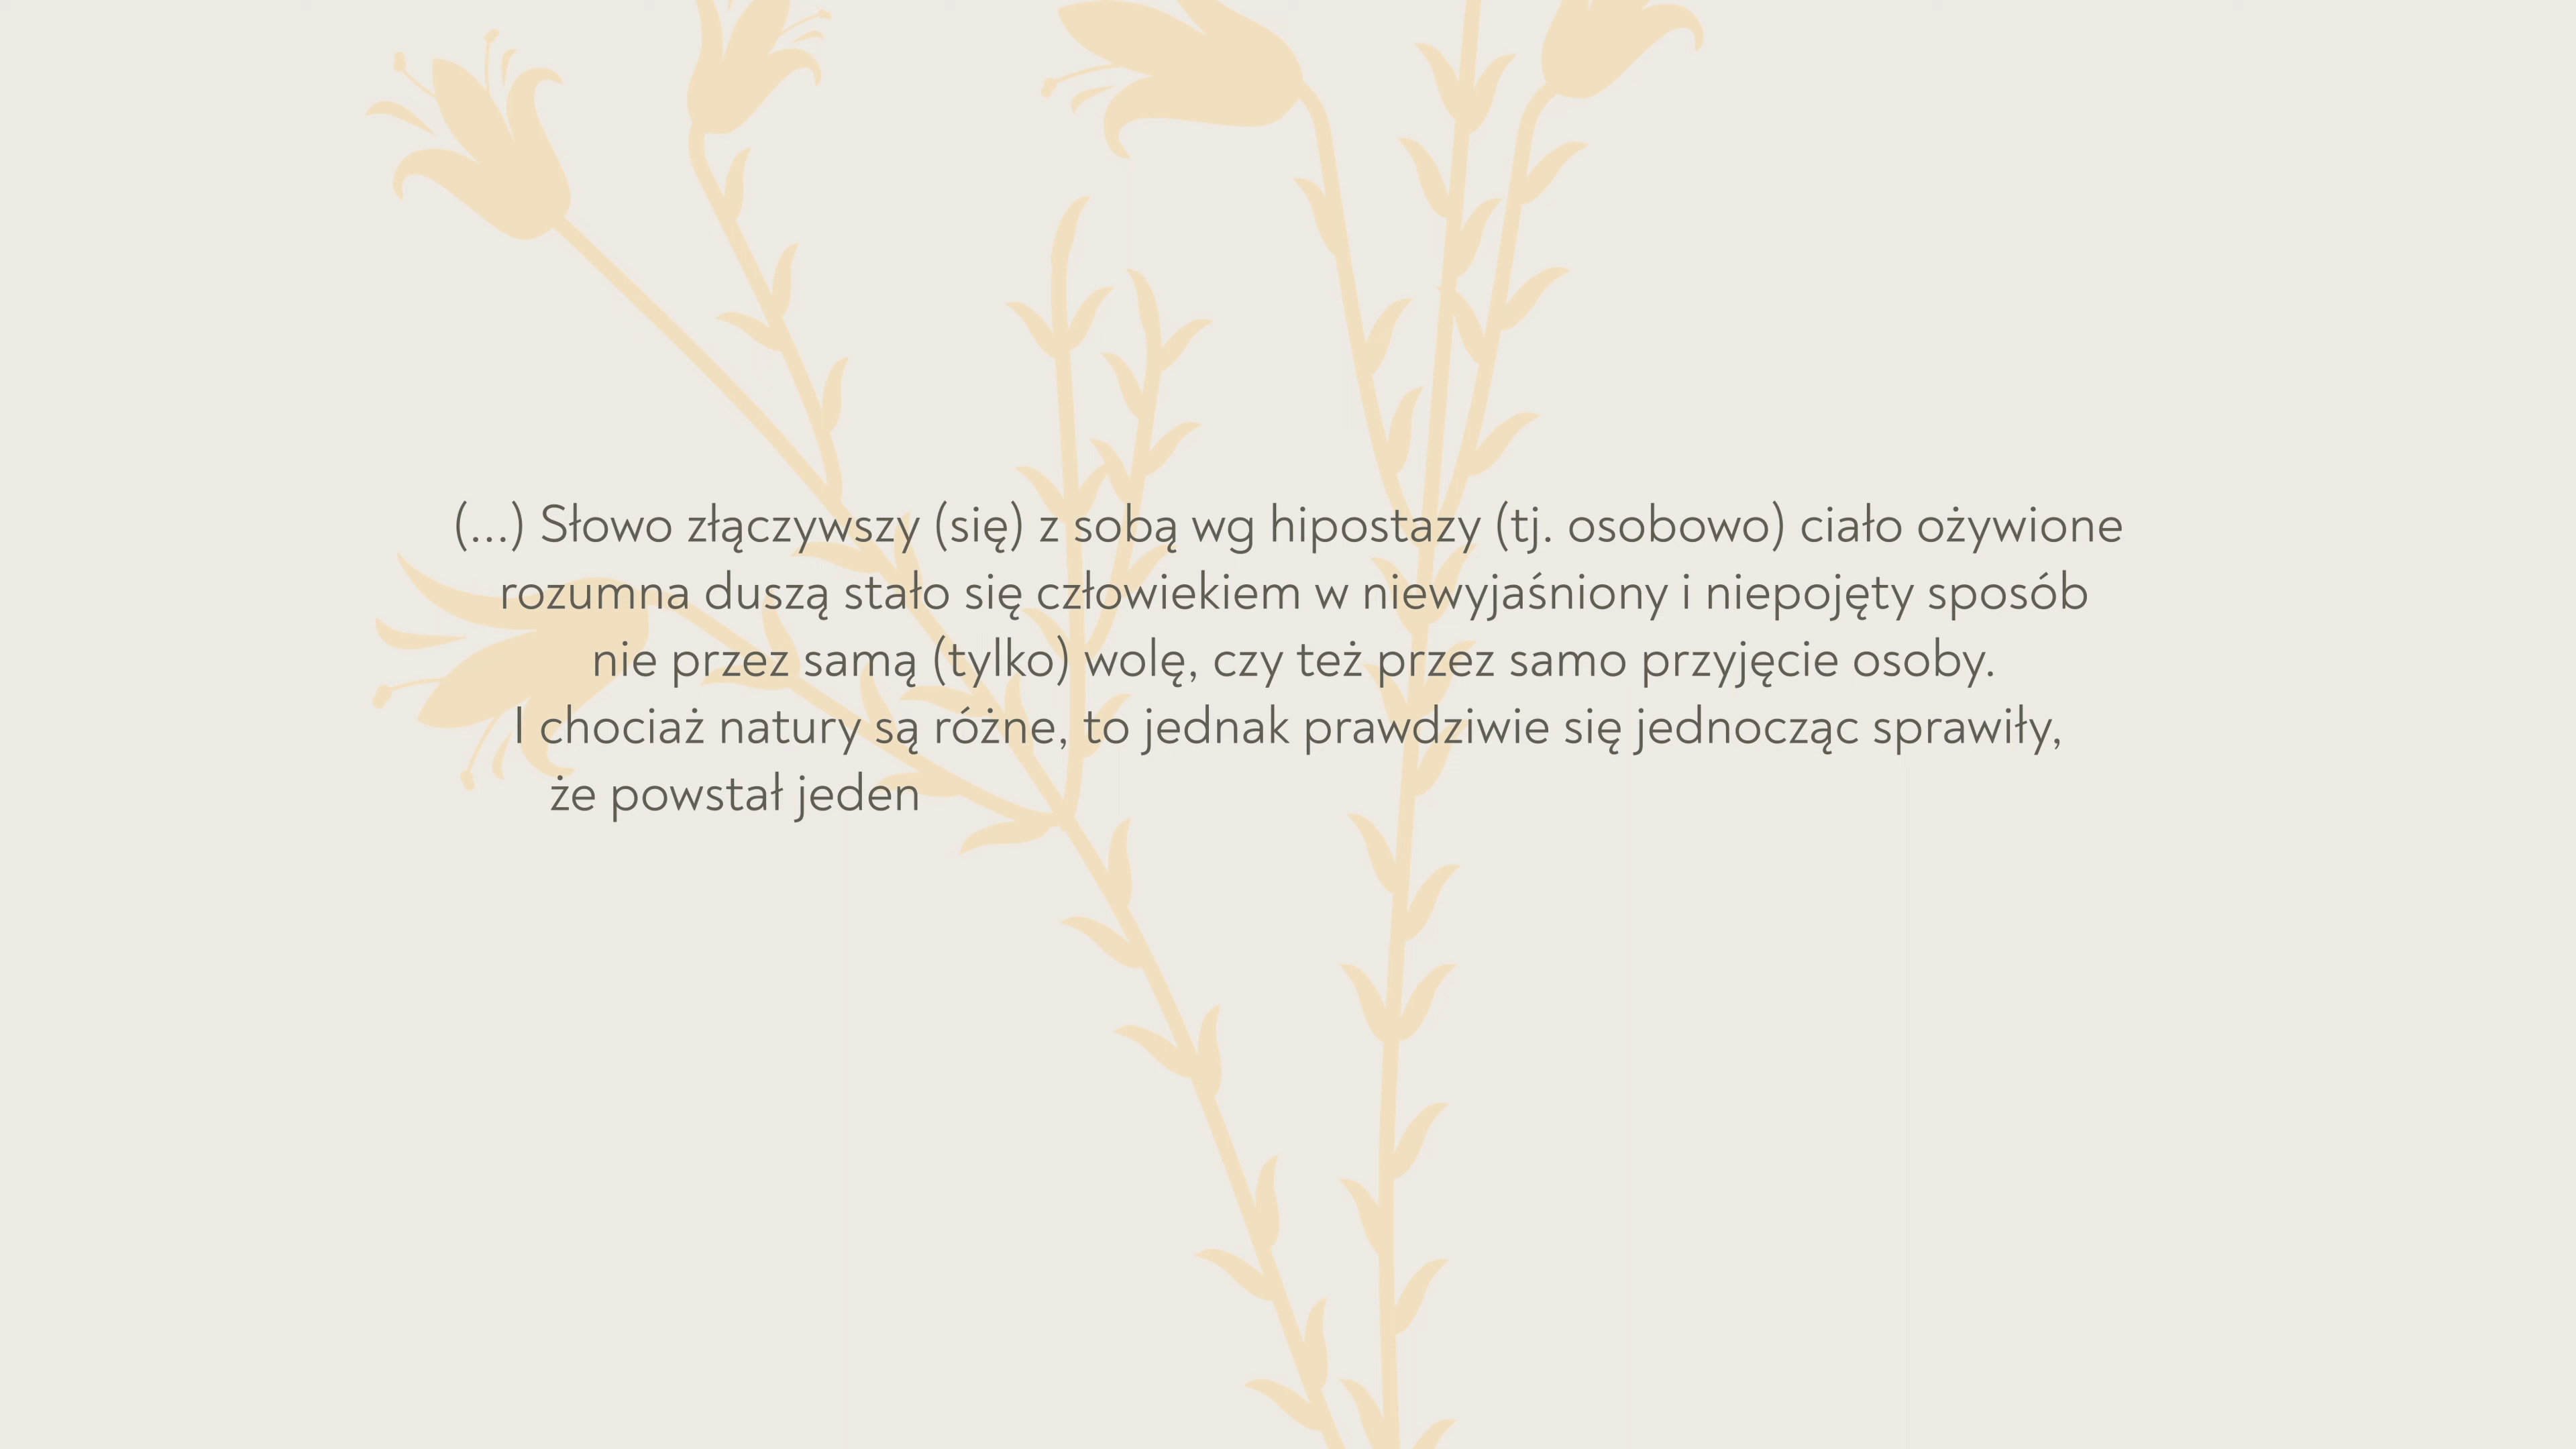 (...) Słowo złączywszy (się) z sobą wg hipostazy (tj. osobowo) ciało ożywione
rozumna duszą stało się człowiekiem w niewyjaśniony i niepojęty sposób
nie przez samą (tylko) wolę, czy też przez samo przyjęcie osoby.
I chociaż natury są różne, to jednak prawdziwie się jednocząc sprawiły,
że powstał jeden